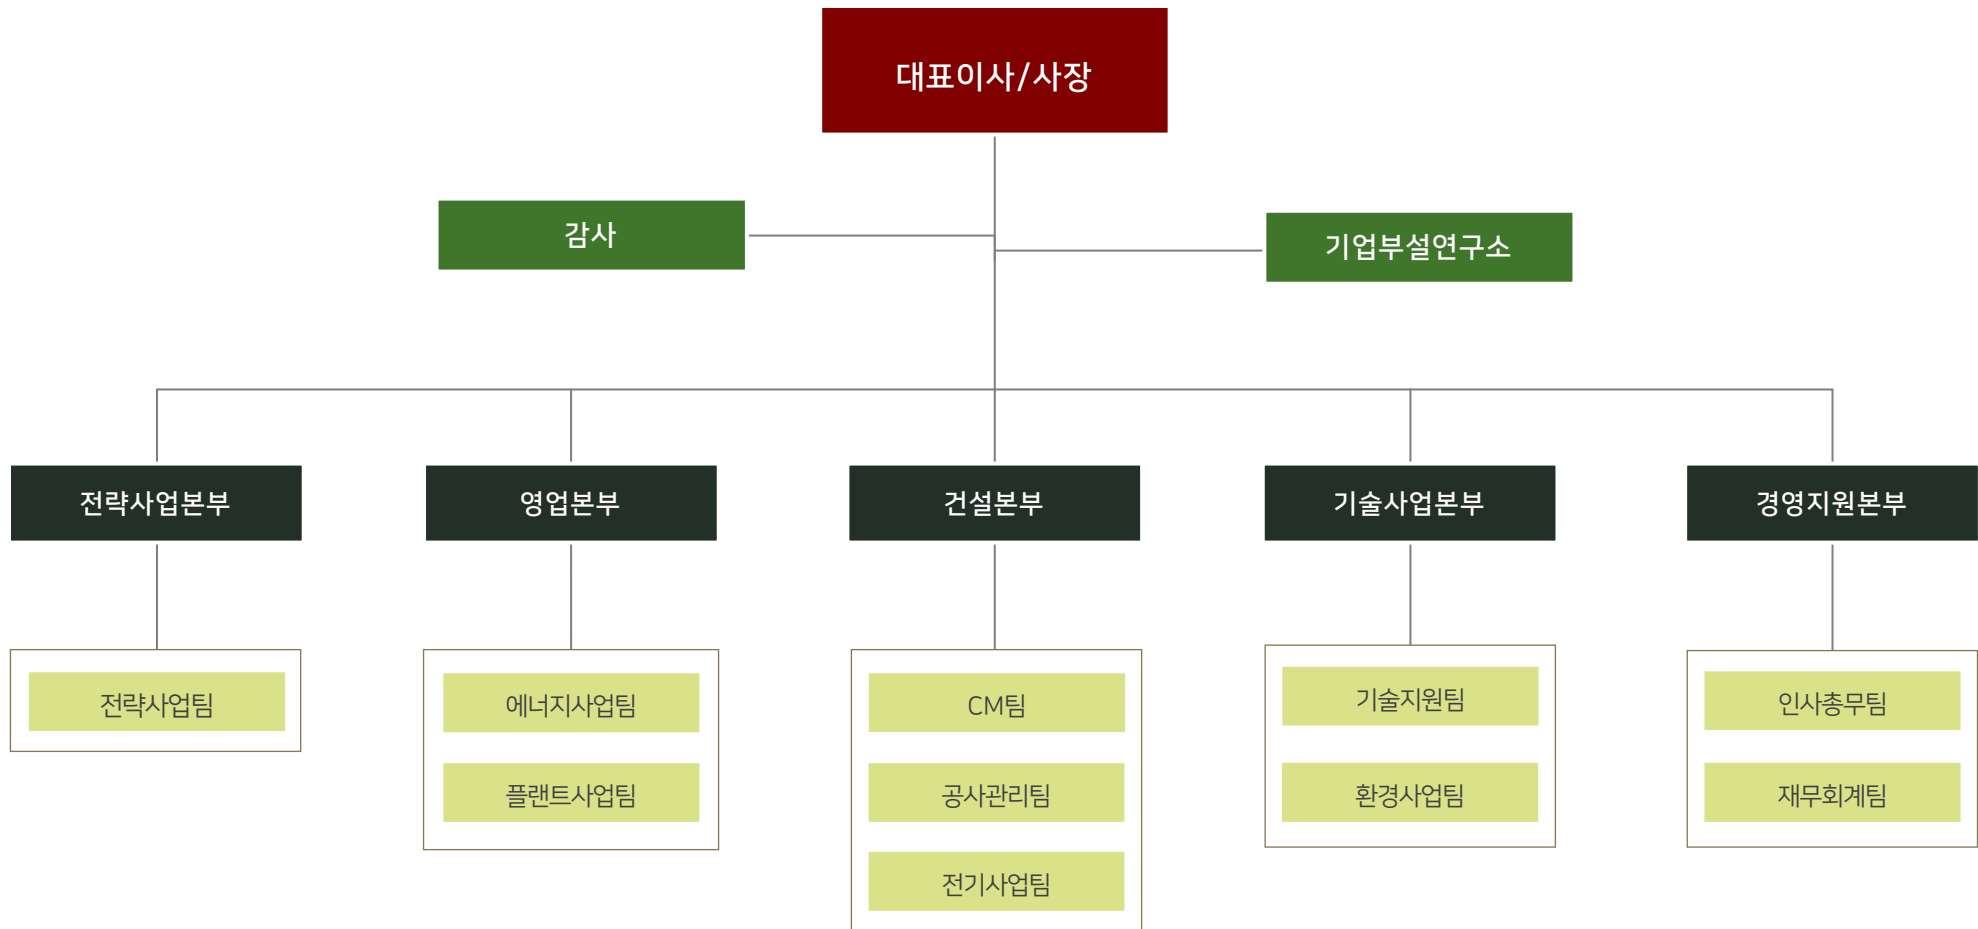 대표이사/사장
감사
기업부설연구소
전략사업본부
영업본부
건설본부
기술사업본부
경영지원본부
전략사업팀
에너지사업팀
플랜트사업팀
CM팀
공사관리팀
전기사업팀
기술지원팀
환경사업팀
인사총무팀
재무회계팀